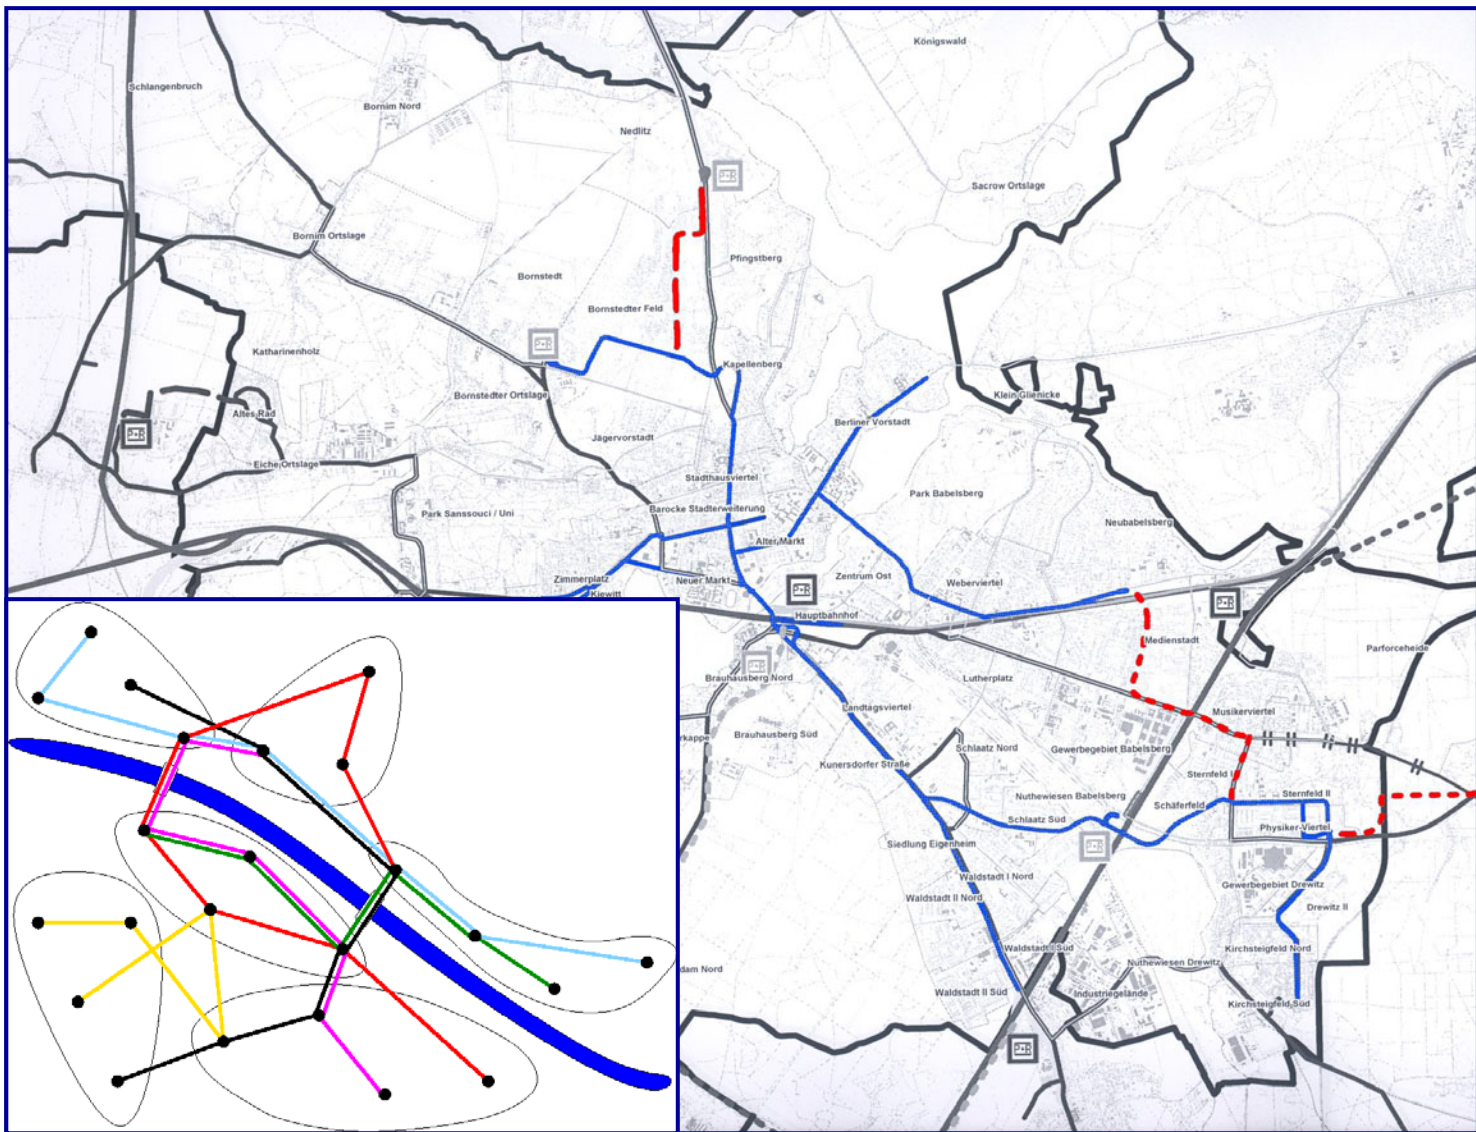 Königswald
Schlangenbruch
Bornim Nord
Nedlitz
P+R
Sacrow Ortslage
Bornim Ortslage
Pfingstberg
Bornstedt
Bornstedter Feld
P+R
Katharinenholz
Kapellenberg
Bornstedter Ortslage
Klein Glienicke
Altes Rad
Berliner Vorstadt
P+R
Jägervorstadt
Eiche Ortslage
Stadthausviertel
Park Babelsberg
Barocke Stadterweiterung
Park Sanssouci / Uni
Neubabelsberg
Alter Markt
Zimmerplatz
Kiewitt
Neuer Markt
Zentrum Ost
Weberviertel
P+R
P+R
Hauptbahnhof
Medienstadt
Parforceheide
P+R
Brauhausberg Nord
Lutherplatz
Landtagsviertel
Musikerviertel
Brauhausberg Süd
Schlaatz Nord
Gewerbegebiet Babelsberg
Kunersdorfer Straße
Sternfeld I
Nuthewiesen Babelsberg
Schäferfeld
Sternfeld II
Schlaatz Süd
Physiker-Viertel
Siedlung Eigenheim
P+R
Waldstadt I Nord
Gewerbegebiet Drewitz
Waldstadt II Nord
Drewitz II
Waldstadt I Süd
Kirchsteigfeld Nord
dam Nord
Nuthewiesen Drewitz
Waldstadt II Süd
Industriegelände
Kirchsteigfeld Süd
P+R